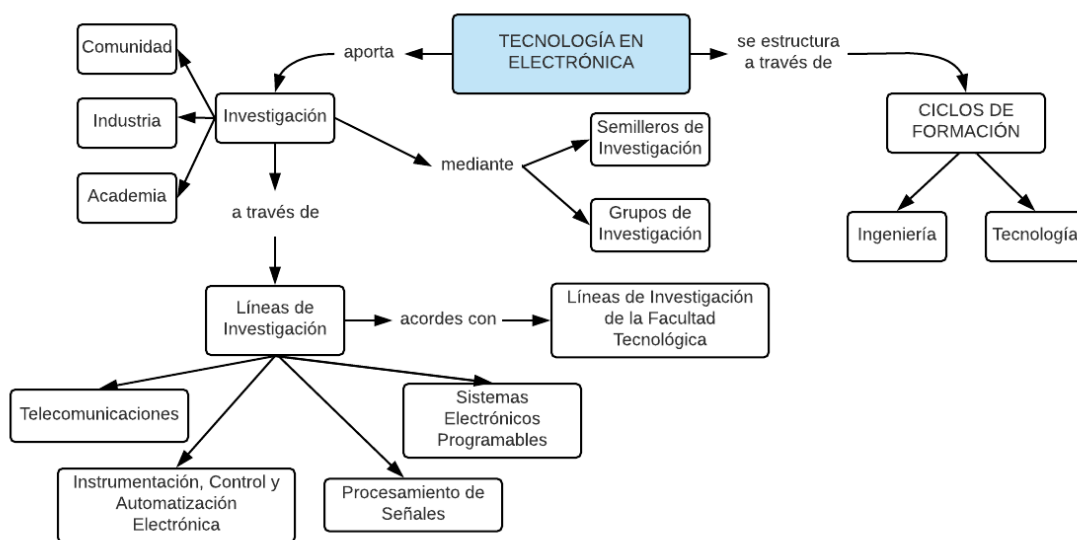 TECNOLOGÍA EN
ELECTRÓNICA
aporta
se estructura
a través de
Comunidad
Industria
Academia
Investigación
mediante
Semilleros de
Investigación
Grupos de
Investigación
CICLOS DE
FORMACIÓN
Ingeniería
Tecnología
a través de
Líneas de
Investigación
acordes con
Líneas de Investigación
de la Facultad
Tecnológica
Telecomunicaciones
Instrumentación, Control y
Automatización
Electrónica
Procesamiento de
Señales
Sistemas
Electrónicos
Programables